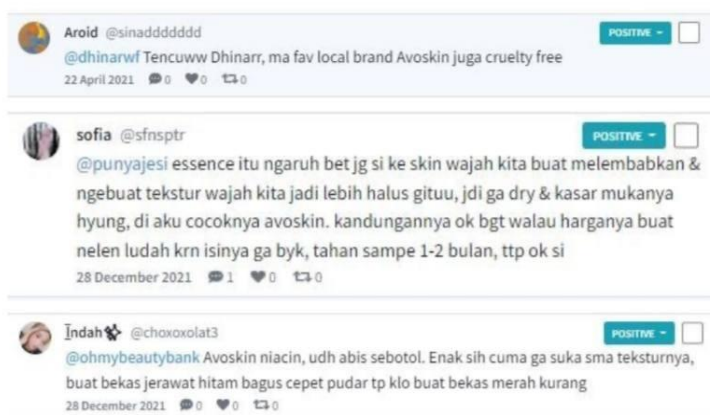 Aroid @sinaddddddd POSITIVE
@dhinarwf Tencuww Dhinarr, ma fav local brand Avoskin juga cruelty free
22 April 2021 0 0 0
sofia @sfnsptr POSITIVE
@punyajesi essence itu ngaruh bet jg si ke skin wajah kita buat melembabkan &
ngebuat tekstur wajah kita jadi lebih halus gituu, jdi ga dry & kasar mukanya
hyung, di aku cocoknya avoskin. kandungannya ok bgt walau harganya buat
nelen ludah krn isinya ga byk, tahan sampe 1-2 bulan, ttp ok si
28 December 2021 1 0 0
Īndah @choxoxolat3 POSITIVE
@ohmybeautybank Avoskin niacin, udh abis sebotol. Enak sih cuma ga suka sma teksturnya,
buat bekas jerawat hitam bagus cepet pudar tp klo buat bekas merah kurang
28 December 2021 0 0 0